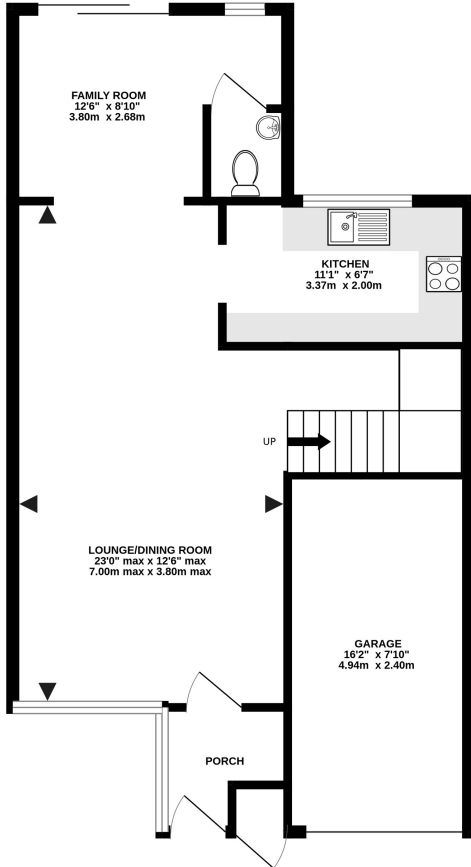 FAMILY ROOM
12'6" x 8'10"
3.80m x 2.68m
KITCHEN
11'1" x 6'7"
3.37m x 2.00m
UP
LOUNGE/DINING ROOM
23'0" max x 12'6" max
7.00m max x 3.80m max
GARAGE
16'2" x 7'10"
4.94m x 2.40m
PORCH